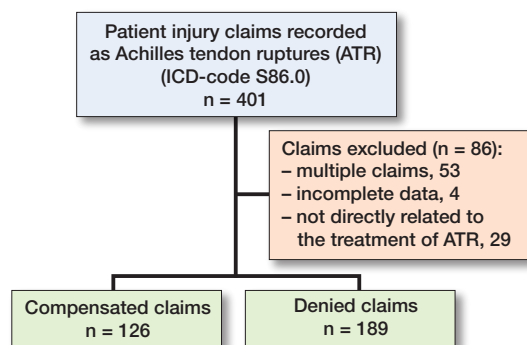 Patient injury claims recorded
as Achilles tendon ruptures (ATR)
(ICD-code S86.0)
n = 401
Claims excluded (n = 86):
– multiple claims, 53
– incomplete data, 4
– not directly related to
the treatment of ATR, 29
Compensated claims
n = 126
Denied claims
n = 189